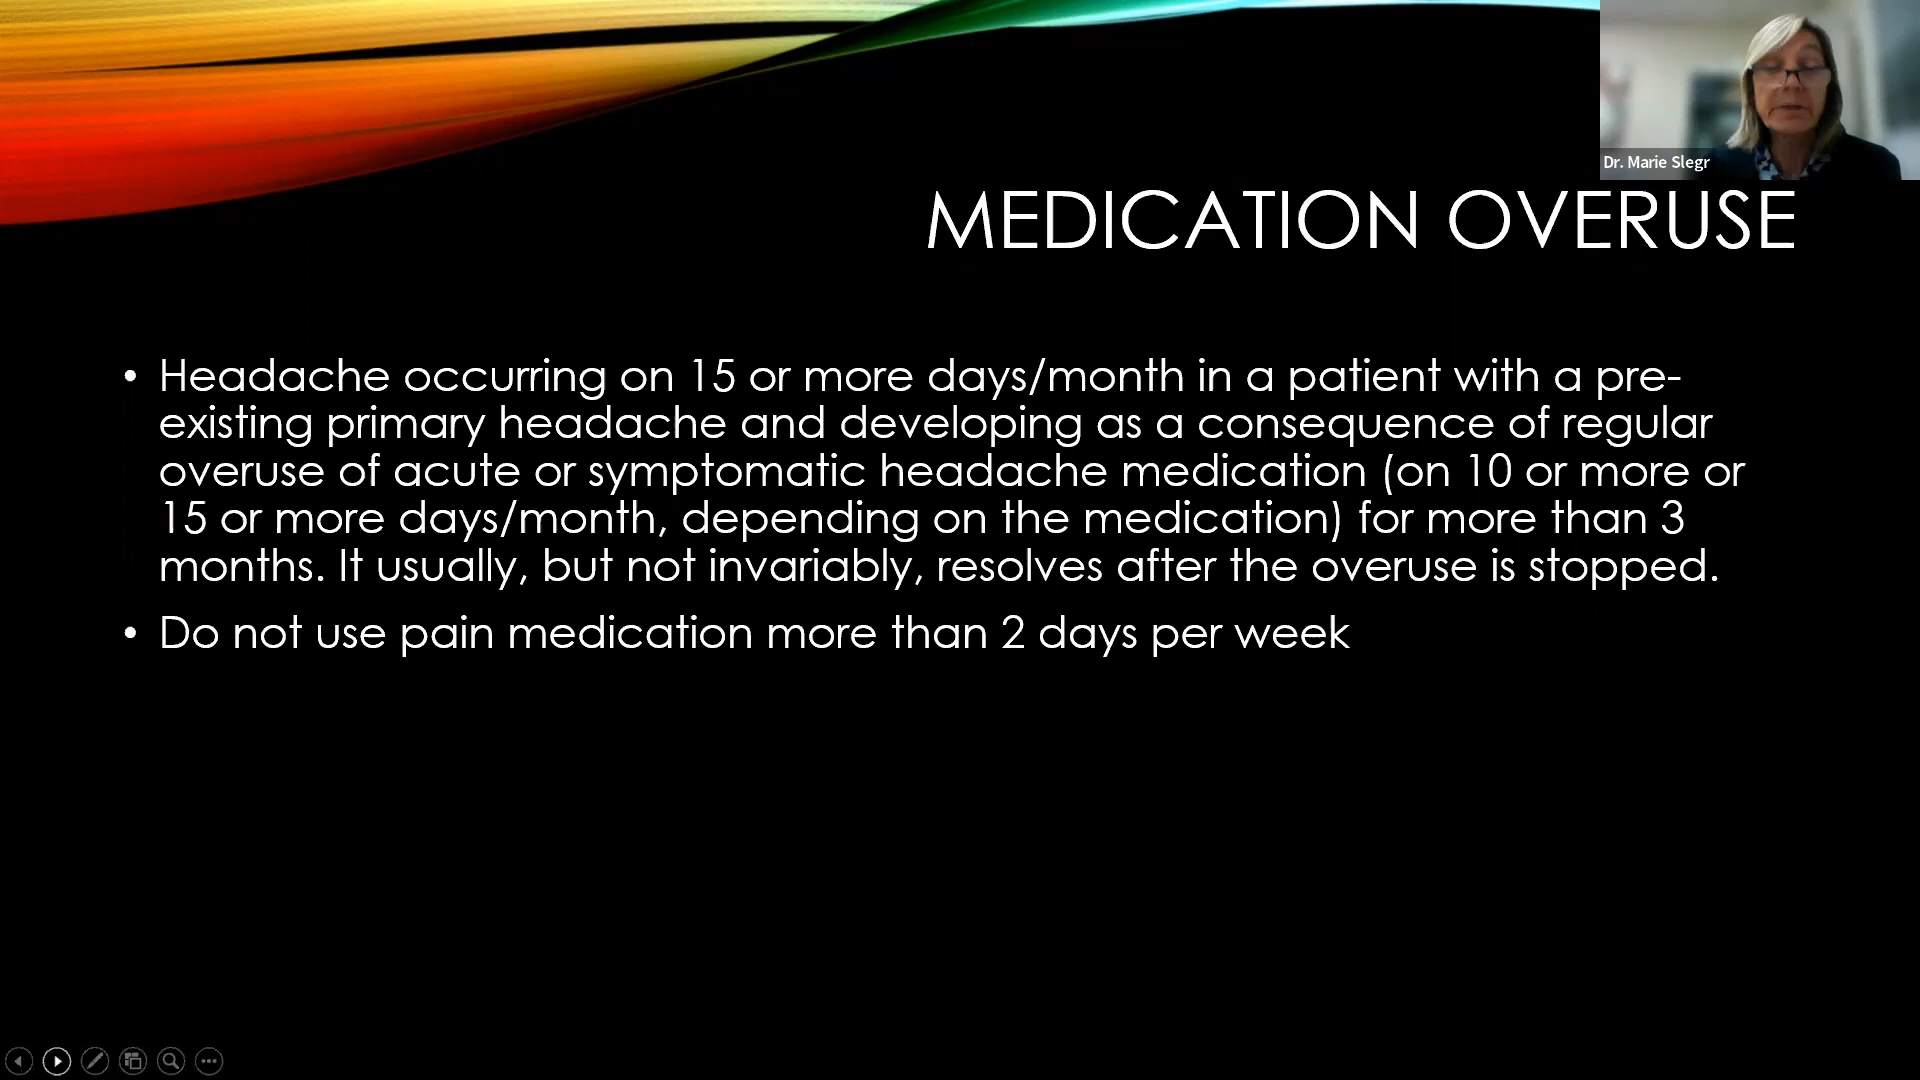 Dr. Marie Slegr
MEDICATION OVERUSE
• Headache occurring on 15 or more days/month in a patient with a pre-
existing primary headache and developing as a consequence of regular
overuse of acute or symptomatic headache medication (on 10 or more or
15 or more days/month, depending on the medication) for more than 3
months. It usually, but not invariably, resolves after the overuse is stopped.
• Do not use pain medication more than 2 days per week